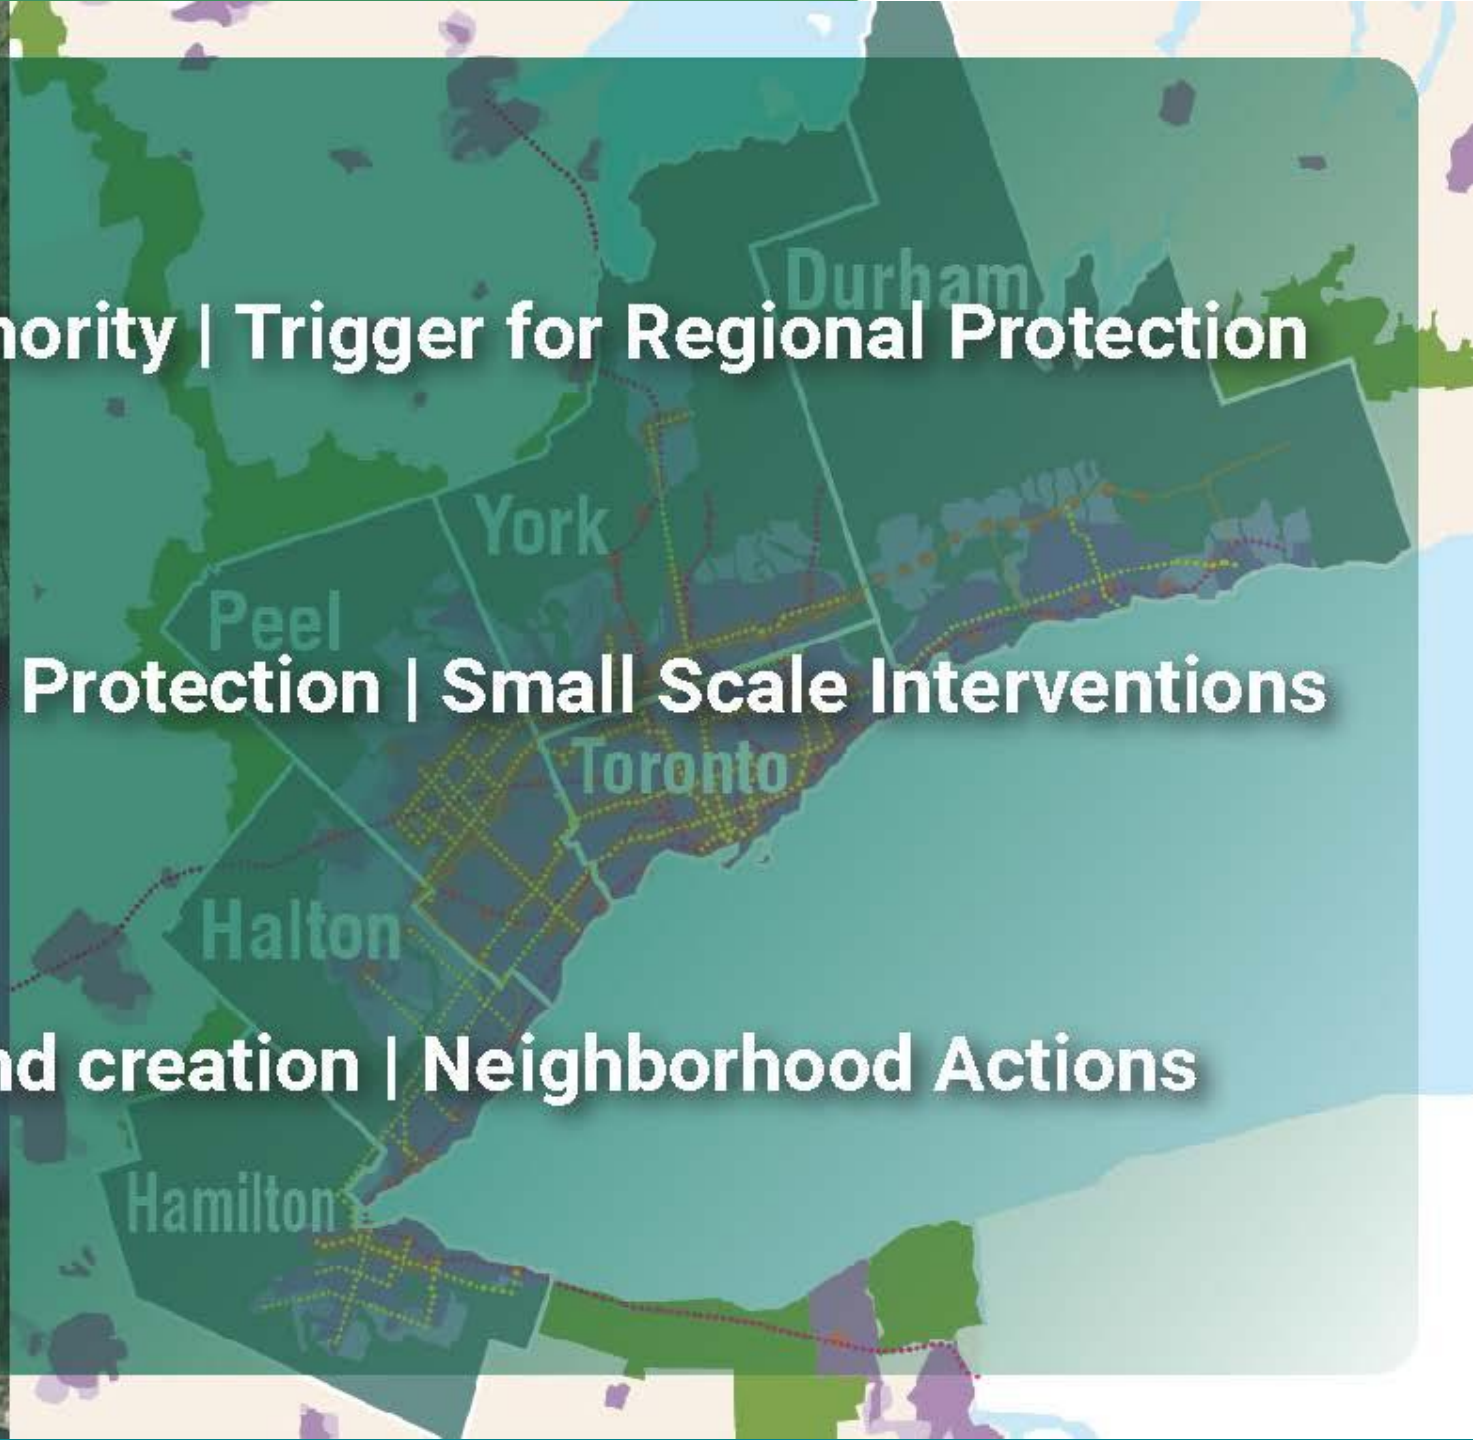 Durham
hority | Trigger for Regional Protection
York
Peel
Protection | Small Scale Interventions
Toronto
Halton
nd creation | Neighborhood Actions
Hamilton